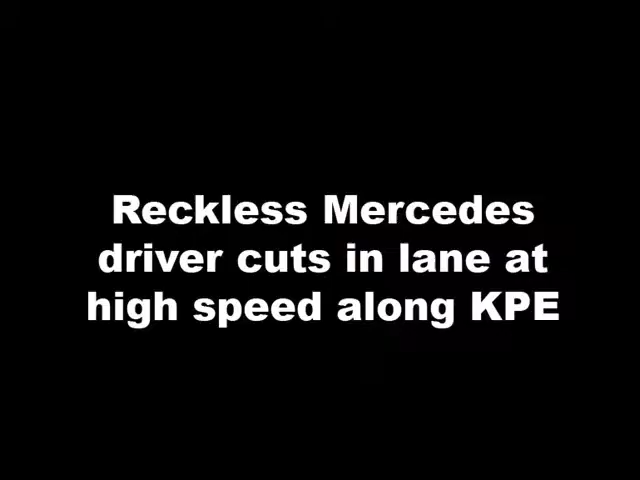 Reckless Mercedes
driver cuts in lane at
high speed along KPE